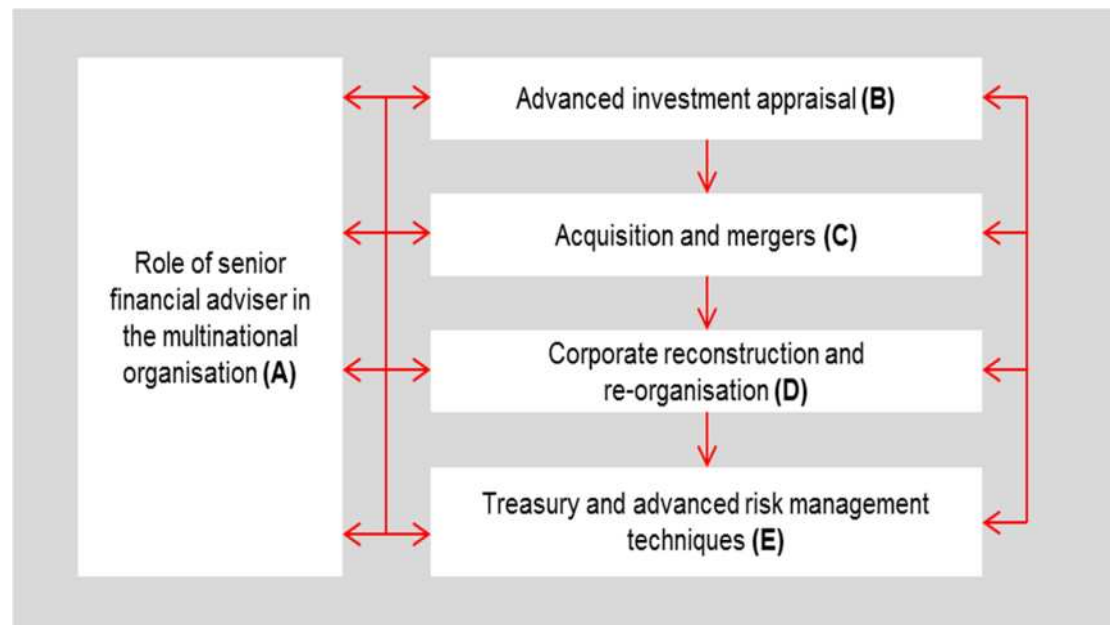 Role of senior
financial adviser in
the multinational
organisation (A)
Advanced investment appraisal (B)
Acquisition and mergers (C)
Corporate reconstruction and
re-organisation (D)
Treasury and advanced risk management
techniques (E)